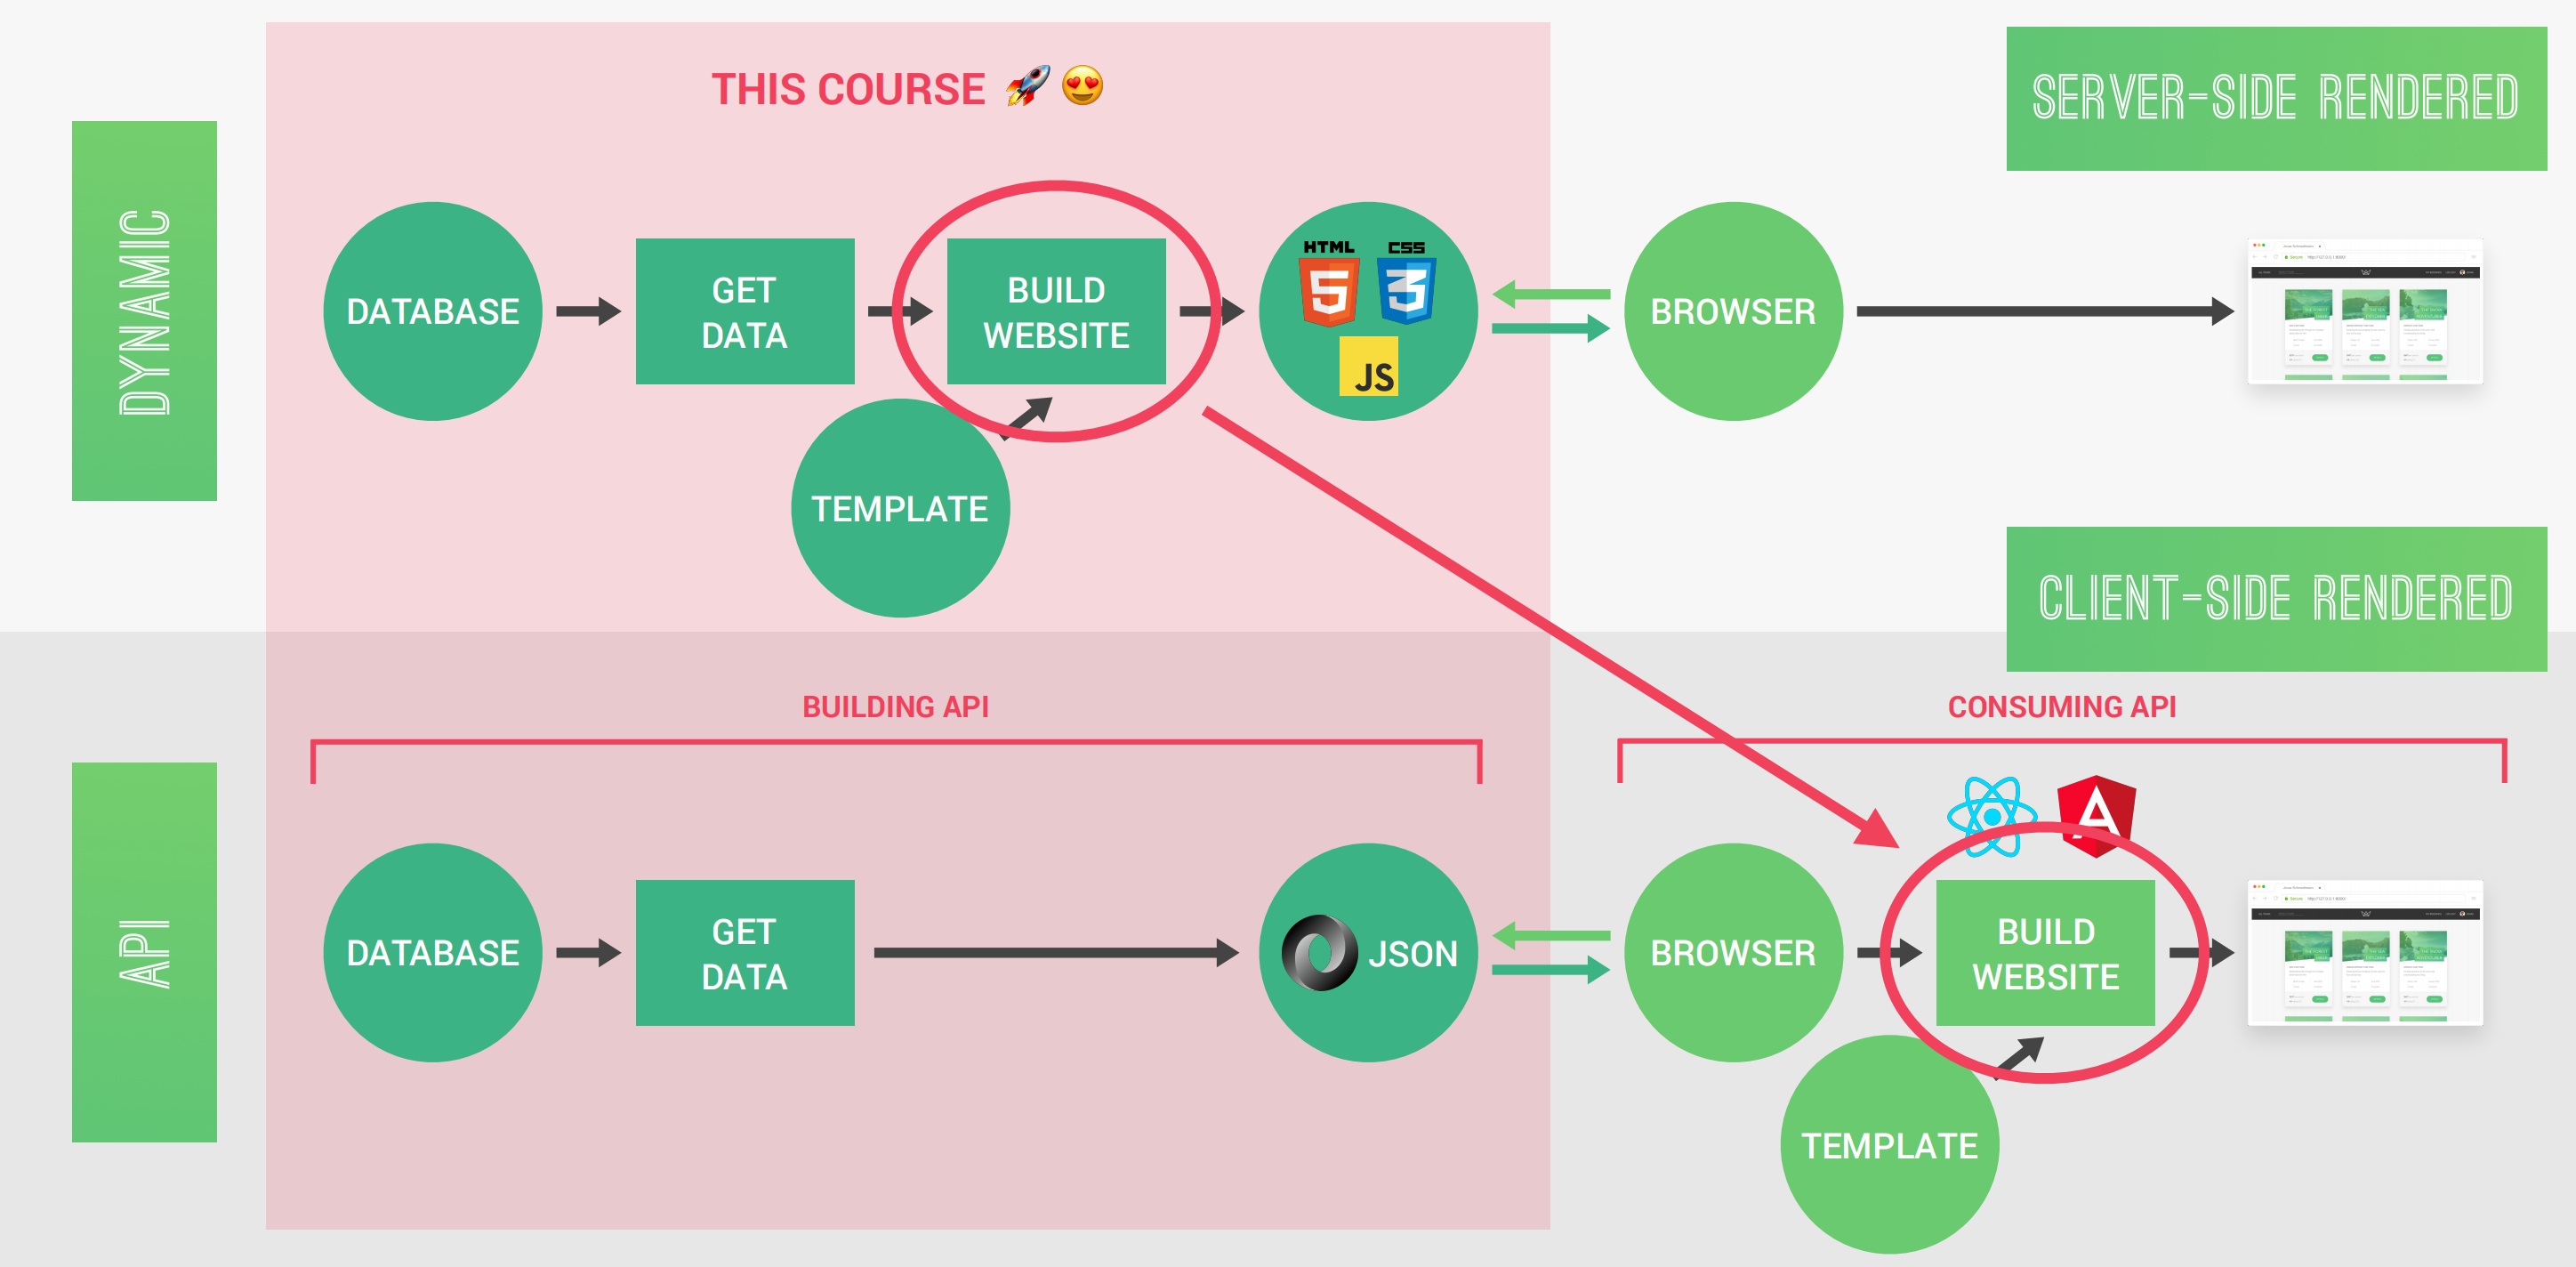 THIS COURSE 🚀 😍
SERVER-SIDE RENDERED
DYNAMIC
DATABASE
GET
DATA
BUILD
WEBSITE
HTML
5
CSS
3
JS
BROWSER
TEMPLATE
CLIENT-SIDE RENDERED
BUILDING API
CONSUMING API
API
DATABASE
GET
DATA
JSON
BROWSER
A
BUILD
WEBSITE
TEMPLATE